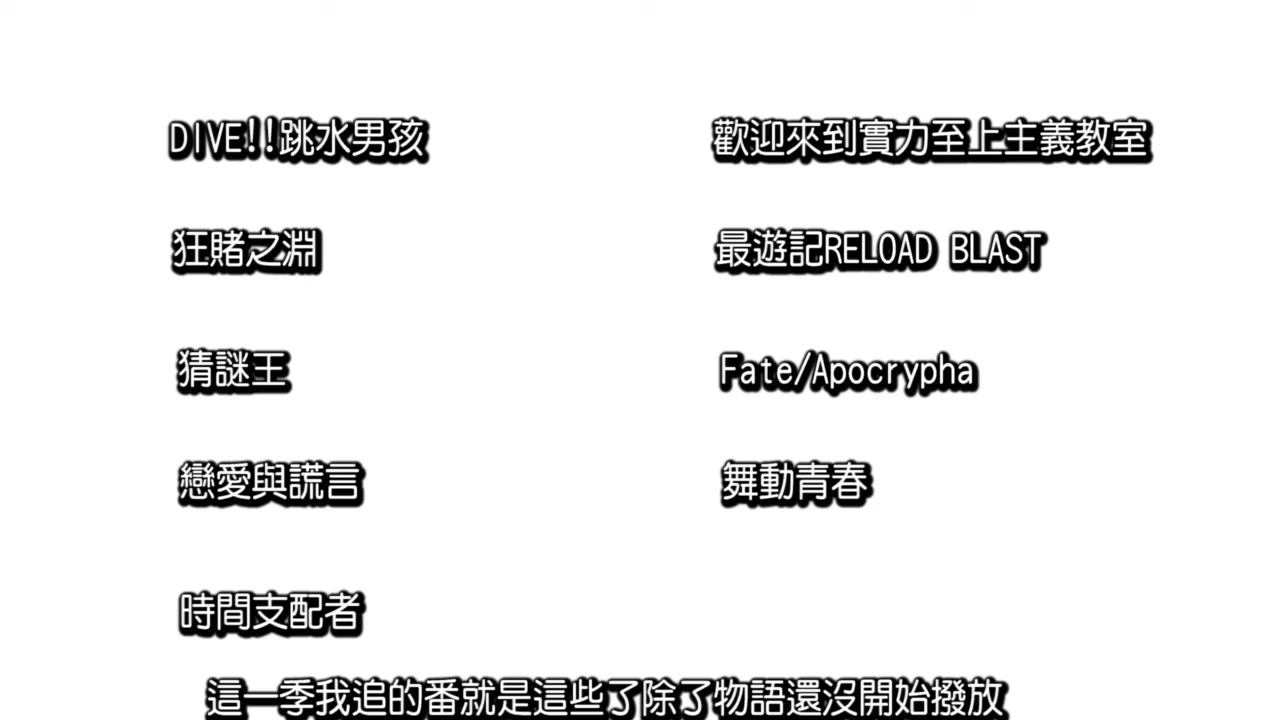 DIVE!!跳水男孩
歡迎來到實力至上主義教室
狂賭之淵
最遊記RELOAD BLAST
猜謎王
Fate/Apocrypha
戀愛與謊言
舞動青春
時間支配者
這一季我追的番就是這些了除了物語還沒開始撥放